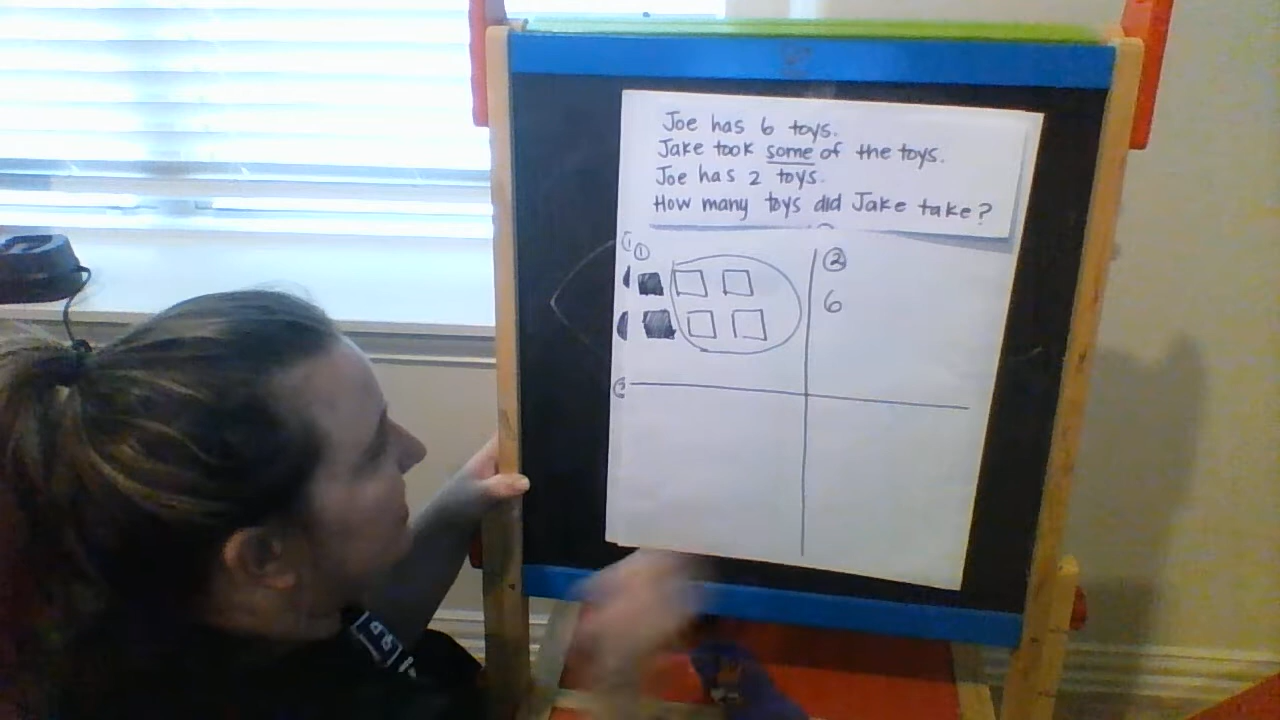 Joe has 6 toys.
Jake took some of the toys.
Joe has 2 toys.
How many toys did Jake take?
①
②
6